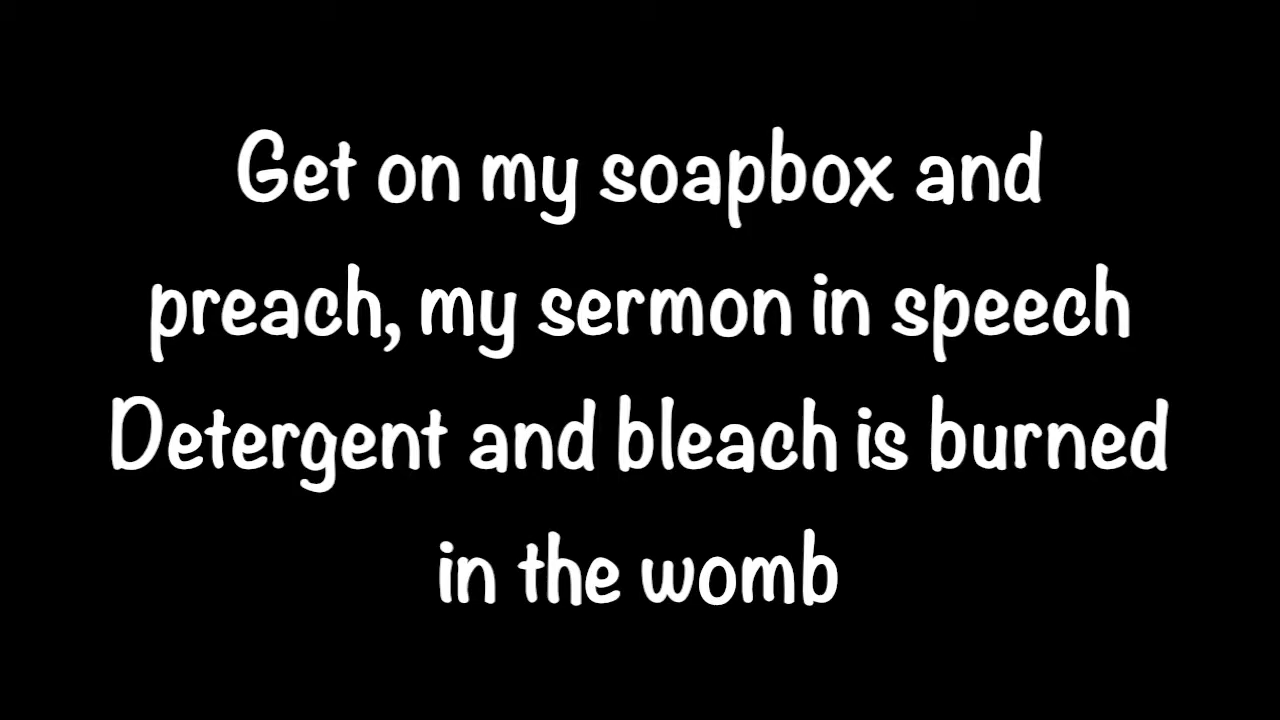 Get on my soapbox and
preach, my sermon in speech
Detergent and bleach is burned
in the womb